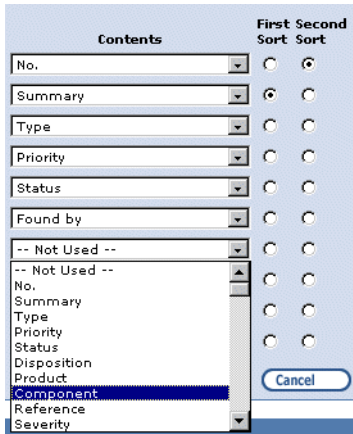 First Second
Contents Sort Sort
No.
Summary
Type
Priority
Status
Found by
-- Not Used --
-- Not Used --
No.
Summary
Type
Priority
Status
Disposition
Product
Component
Reference
Severity
Cancel